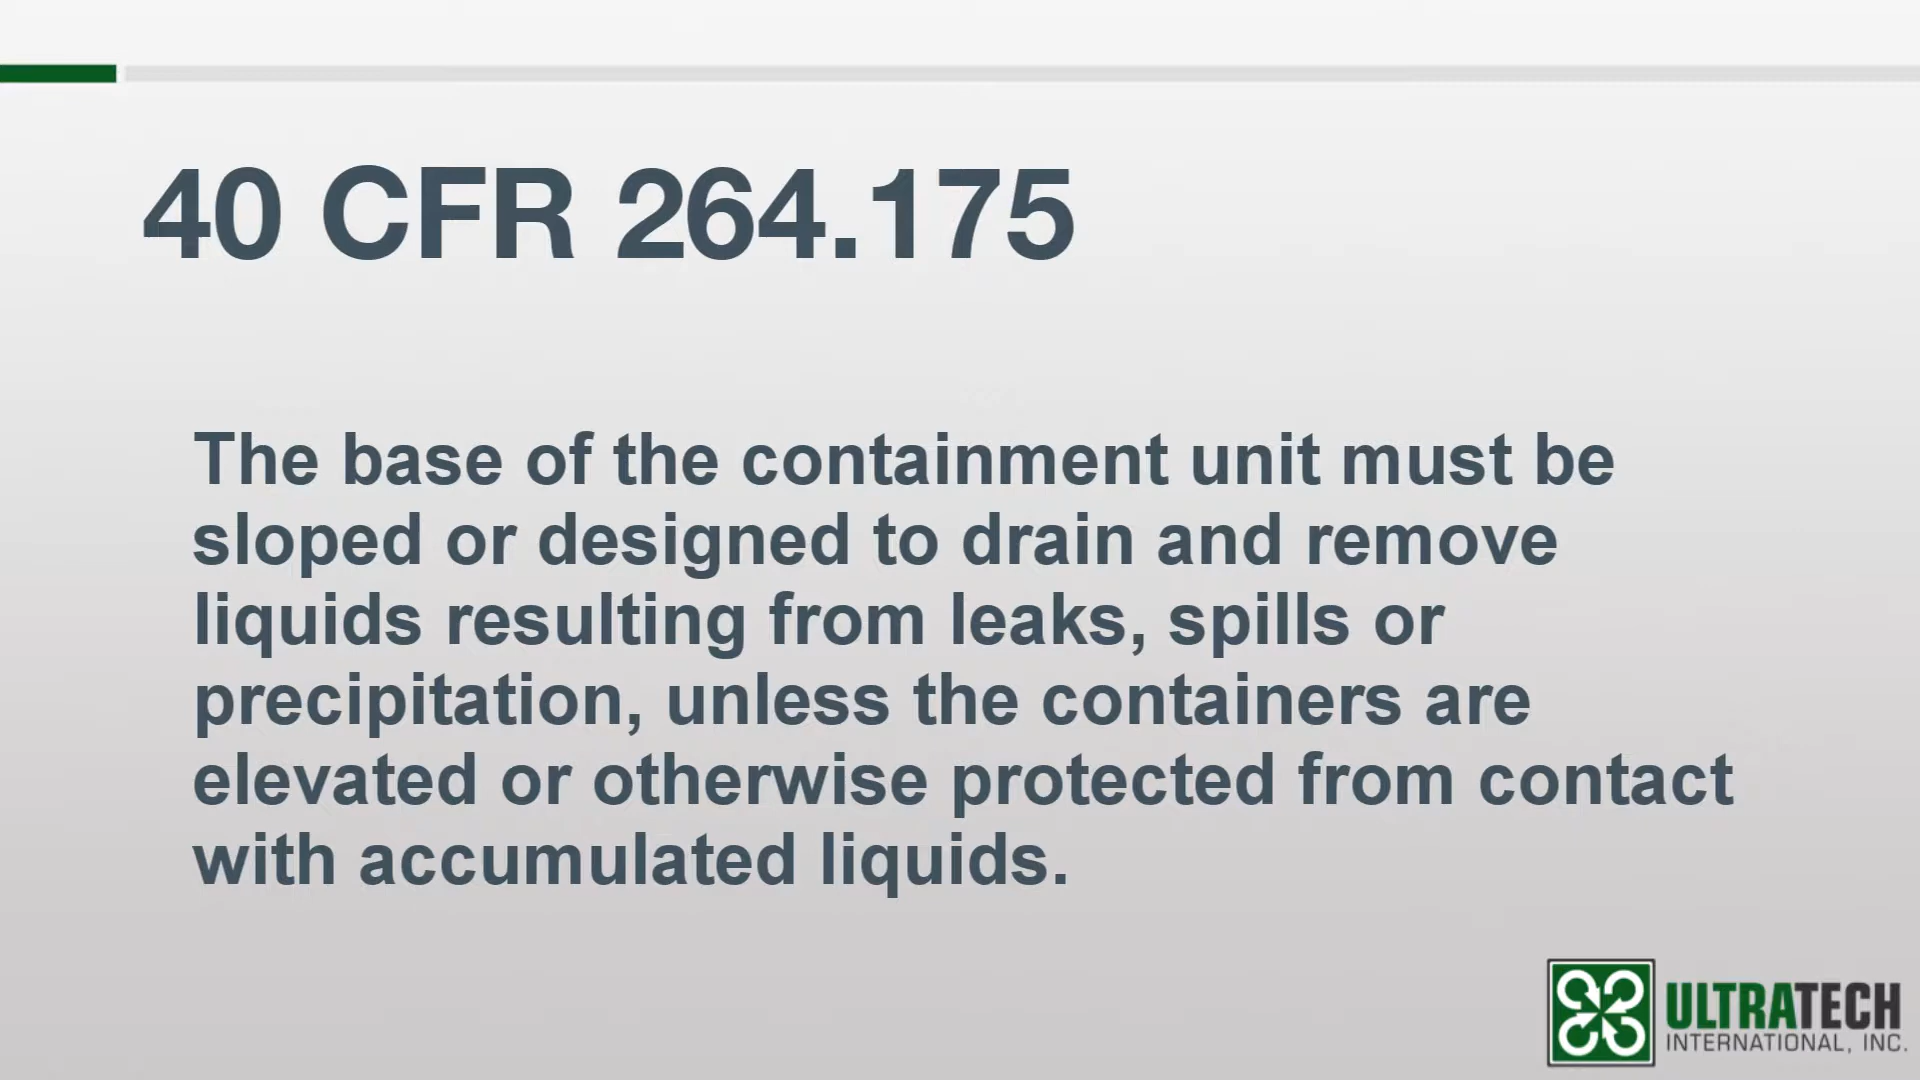 40 CFR 264.175
The base of the containment unit must be
sloped or designed to drain and remove
liquids resulting from leaks, spills or
precipitation, unless the containers are
elevated or otherwise protected from contact
with accumulated liquids.
ULTRATECH
INTERNATIONAL, INC.